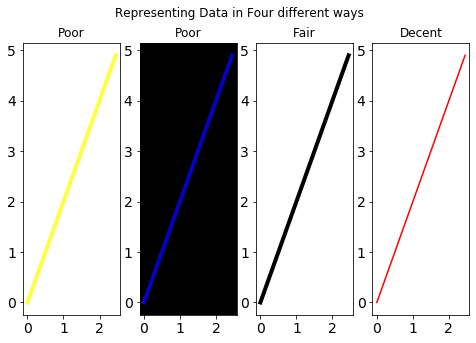 Representing Data in Four different ways
Poor Poor Fair Decent
5 5 5 5
4 4 4 4
3 3 3 3
2 2 2 2
1 1 1 1
0 0 0 0
0 1 2 0 1 2 0 1 2 0 1 2